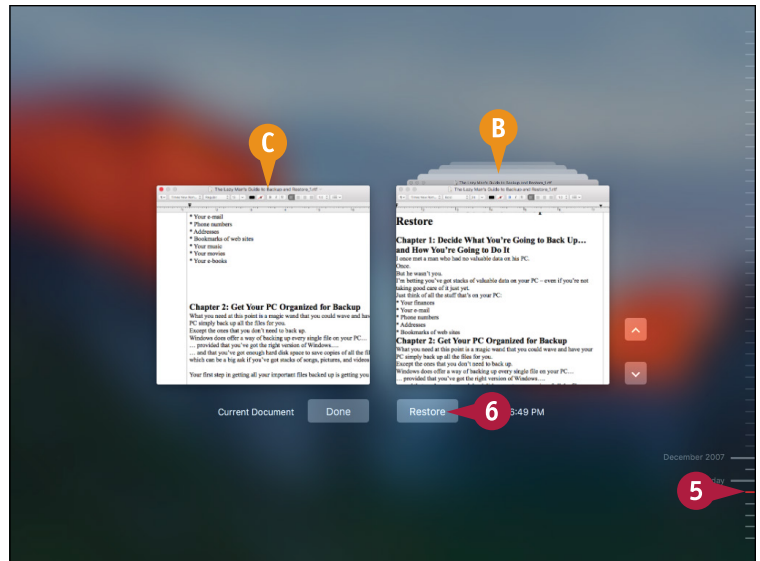 C
B
The Lazy Man's Guide to Backup and Restore_1.rtf
* Your e-mail
* Phone numbers
* Addresses
* Bookmarks of web sites
* Your music
* Your movies
* Your e-books
Chapter 2: Get Your PC Organized for Backup
What you need at this point is a magic wand that you could wave and hav
PC simply back up all the files for you.
Except the ones that you don't need to back up.
Windows does offer a way of backing up every single file on your PC…
… provided that you've got the right version of Windows….
… and that you've got enough hard disk space to save copies of all the fil
which can be a big ask if you've got stacks of songs, pictures, and videos
Your first step in getting all your important files backed up is getting you
The Lazy Man's Guide to Backup and Restore_1.rtf
The Lazy Man's Guide to Backup and Restore_1.rtf
Restore
Chapter 1: Decide What You're Going to Back Up…
and How You're Going to Do It
I once met a man who had no valuable data on his PC.
Once.
But he wasn't you.
I'm betting you've got stacks of valuable data on your PC – even if you're not
taking good care of it just yet.
Just think of all the stuff that's on your PC:
* Your finances
* Your e-mail
* Phone numbers
* Addresses
* Bookmarks of web sites
Chapter 2: Get Your PC Organized for Backup
What you need at this point is a magic wand that you could wave and have your
PC simply back up all the files for you.
Except the ones that you don't need to back up.
Windows does offer a way of backing up every single file on your PC…
… provided that you've got the right version of Windows….
Current Document Done Restore 6 5:49 PM
December 2007
day
5